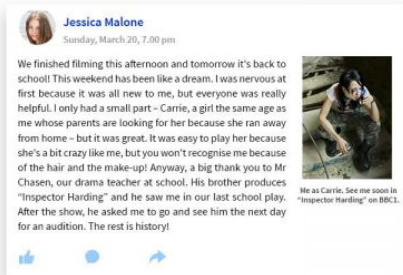 Jessica Malone
Sunday, March 20, 7.00 pm
We finished filming this afternoon and tomorrow it's back to
school! This weekend has been like a dream. I was nervous at
first because it was all new to me, but everyone was really
helpful. I only had a small part – Carrie, a girl the same age as
me whose parents are looking for her because she ran away
from home – but it was great. It was easy to play her because
she's a bit crazy like me, but you won't recognise me because
of the hair and the make-up! Anyway, a big thank you to Mr
Chasen, our drama teacher at school. His brother produces
"Inspector Harding" and he saw me in our last school play.
After the show, he asked me to go and see him the next day
for an audition. The rest is history!
Me as Carrie. See me soon in
"Inspector Harding" on BBC1.